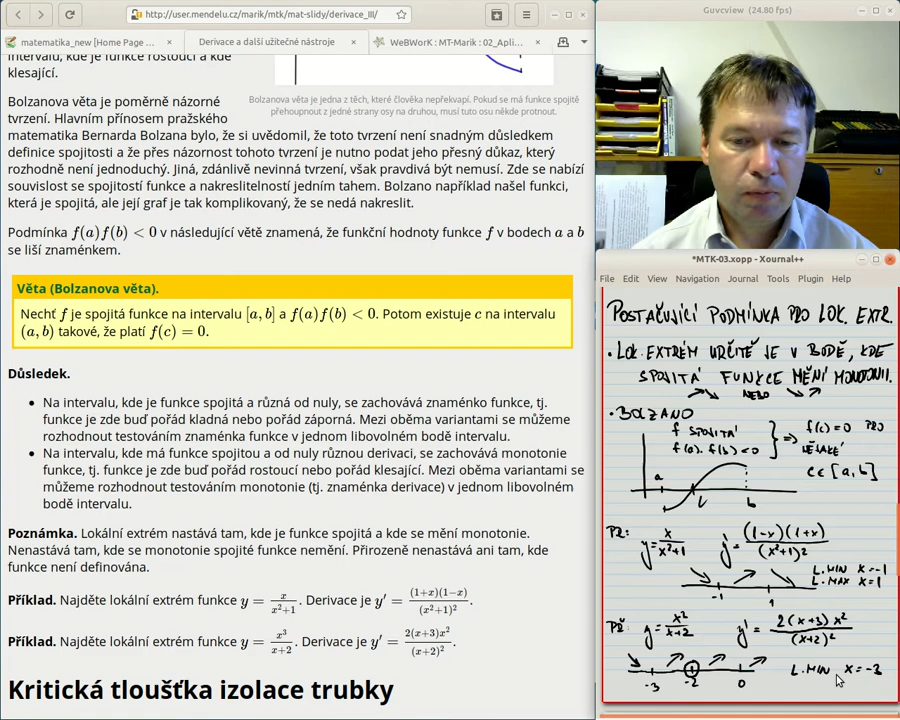 http://user.mendelu.cz/marik/mtk/mat-slidy/derivace_III/
matematika_new [Home Page ...
Derivace a další užitečné nástroje
WeBWorK : MT-Marik : 02_Apli...
intervalu, kde je funkce rostoucí a kde
klesající.
Bolzanova věta je jedna z těch, které člověka nepřekvapí. Pokud se má funkce spojitě
přehoupnout z jedné strany osy na druhou, musí tuto osu někde protnout.
Bolzanova věta je poměrně názorné
tvrzení. Hlavním přínosem pražského
matematika Bernarda Bolzana bylo, že si uvědomil, že toto tvrzení není snadným důsledkem
definice spojitosti a že přes názornost tohoto tvrzení je nutno podat jeho přesný důkaz, který
rozhodně není jednoduchý. Jiná, zdánlivě nevinná tvrzení, však pravdivá být nemusí. Zde se nabízí
souvislost se spojitostí funkce a nakreslitelností jedním tahem. Bolzano například našel funkci,
která je spojitá, ale její graf je tak komplikovaný, že se nedá nakreslit.
Podmínka f(a)f(b) < 0 v následující větě znamená, že funkční hodnoty funkce f v bodech a a b
se liší znaménkem.
Věta (Bolzanova věta).
Nechť f je spojitá funkce na intervalu [a, b] a f(a)f(b) < 0. Potom existuje c na intervalu
(a, b) takové, že platí f(c) = 0.
Důsledek.
• Na intervalu, kde je funkce spojitá a různá od nuly, se zachovává znaménko funkce, tj.
funkce je zde buď pořád kladná nebo pořád záporná. Mezi oběma variantami se můžeme
rozhodnout testováním znaménka funkce v jednom libovolném bodě intervalu.
• Na intervalu, kde má funkce spojitou a od nuly různou derivaci, se zachovává monotonie
funkce, tj. funkce je zde buď pořád rostoucí nebo pořád klesající. Mezi oběma variantami se
můžeme rozhodnout testováním monotonie (tj. znaménka derivace) v jednom libovolném
bodě intervalu.
Poznámka. Lokální extrém nastává tam, kde je funkce spojitá a kde se mění monotonie.
Nenastává tam, kde se monotonie spojité funkce nemění. Přirozeně nenastává ani tam, kde
funkce není definována.
Příklad. Najděte lokální extrém funkce y = x/(x²+1). Derivace je y′ = (1+x)(1−x)/(x²+1)².
Příklad. Najděte lokální extrém funkce y = x³/(x+2). Derivace je y′ = 2(x+3)x²/(x+2)².
Kritická tloušťka izolace trubky
Guvcview (24.80 fps)
*MTK-03.xopp - Xournal++
File Edit View Navigation Journal Tools Plugin Help
POSTAČUJÍCÍ PODMÍNKA PRO LOK. EXTR.
• LOK. EXTRÉM URČITĚ JE V BODĚ, KDE
SPOJITÁ FUNKCE MĚNÍ MONOTONII.
NEBO
• BOLZANO
f SPOJITÁ
f(a).f(b)<0
} => f(c)=0 PRO
NĚJAKÉ
c∈[a,b]
a
b
PŘ: y = x/(x²+1) y' = (1-x)(1+x)/(x²+1)²
L. MIN x=-1
L. MAX x=1
-1 1
PŘ: y = x²/(x+2) y' = 2(x+3)x²/(x+2)²
L. MIN x=-3
-3 -2 0